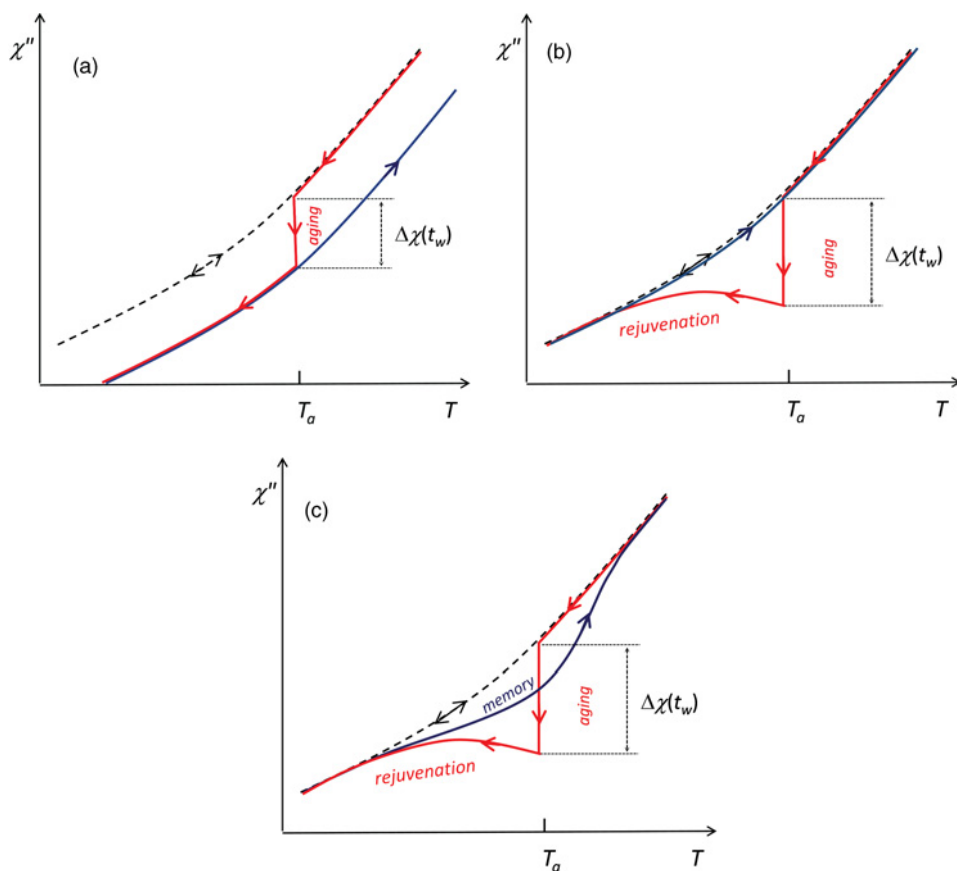 χ"
(a)
aging
Δχ(t_w)
T_a
T
χ"
(b)
aging
Δχ(t_w)
rejuvenation
T_a
T
χ"
(c)
memory
aging
Δχ(t_w)
rejuvenation
T_a
T